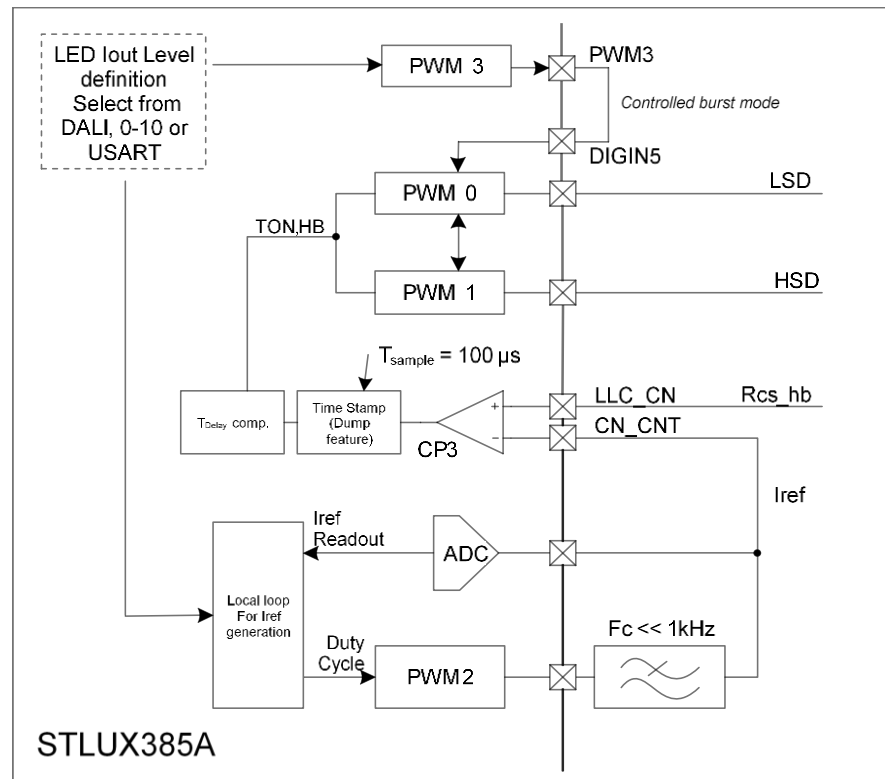 LED Iout Level
definition
Select from
DALI, 0-10 or
USART
PWM 3
PWM3
Controlled burst mode
DIGIN5
PWM 0
LSD
TON,HB
PWM 1
HSD
Tsample = 100 µs
TDelay comp.
Time Stamp
(Dump
feature)
+
−
CP3
LLC_CN
Rcs_hb
CN_CNT
Iref
Iref
Readout
ADC
Local loop
For Iref
generation
Duty
Cycle
PWM2
Fc << 1kHz
STLUX385A